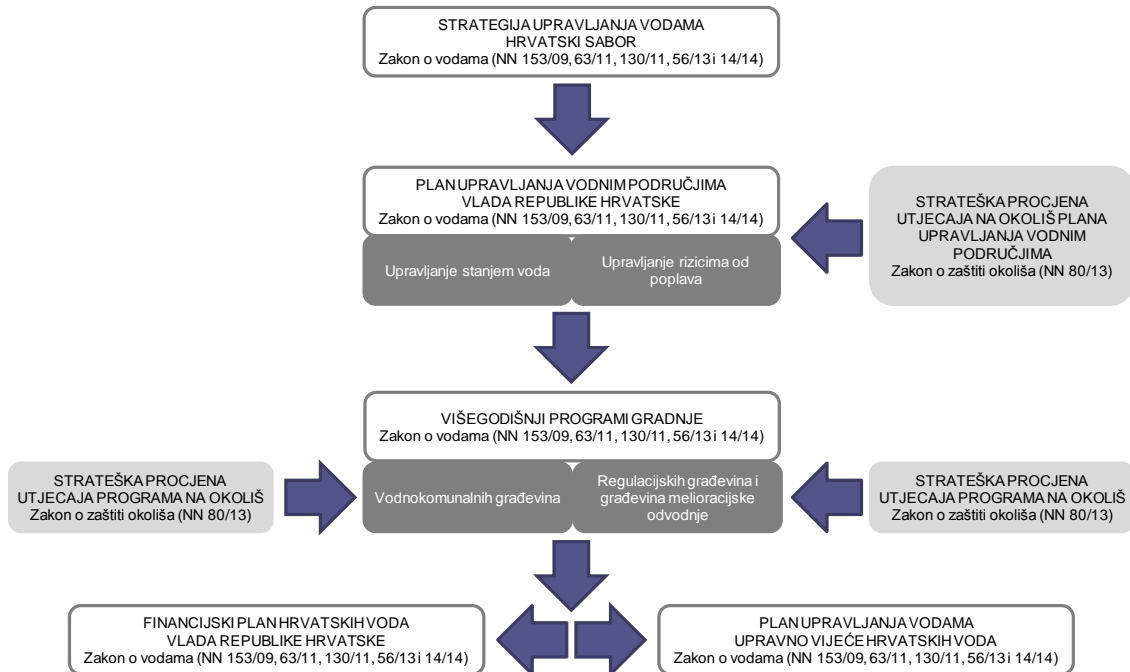 STRATEGIJA UPRAVLJANJA VODAMA
HRVATSKI SABOR
Zakon o vodama (NN 153/09, 63/11, 130/11, 56/13 i 14/14)
PLAN UPRAVLJANJA VODNIM PODRUČJIMA
VLADA REPUBLIKE HRVATSKE
Zakon o vodama (NN 153/09, 63/11, 130/11, 56/13 i 14/14)
Upravljanje stanjem voda
Upravljanje rizicima od
poplava
STRATEŠKA PROCJENA
UTJECAJA NA OKOLIŠ PLANA
UPRAVLJANJA VODNIM
PODRUČJIMA
Zakon o zaštiti okoliša (NN 80/13)
VIŠEGODIŠNJI PROGRAMI GRADNJE
Zakon o vodama (NN 153/09, 63/11, 130/11, 56/13 i 14/14)
STRATEŠKA PROCJENA
UTJECAJA PROGRAMA NA OKOLIŠ
Zakon o zaštiti okoliša (NN 80/13)
Vodnokomunalnih građevina
Regulacijskih građevina i
građevina melioracijske
odvodnje
STRATEŠKA PROCJENA
UTJECAJA PROGRAMA NA OKOLIŠ
Zakon o zaštiti okoliša (NN 80/13)
FINANCIJSKI PLAN HRVATSKIH VODA
VLADA REPUBLIKE HRVATSKE
Zakon o vodama (NN 153/09, 63/11, 130/11, 56/13 i 14/14)
PLAN UPRAVLJANJA VODAMA
UPRAVNO VIJEĆE HRVATSKIH VODA
Zakon o vodama (NN 153/09, 63/11, 130/11, 56/13 i 14/14)